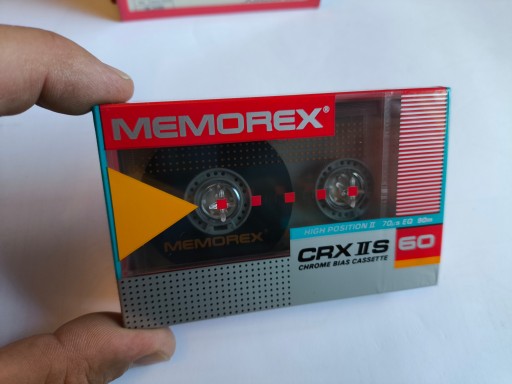 MEMOREX®
MEMOREX
HIGH POSITION II 70μs EQ 90m
CRX II S
60
CHROME BIAS CASSETTE